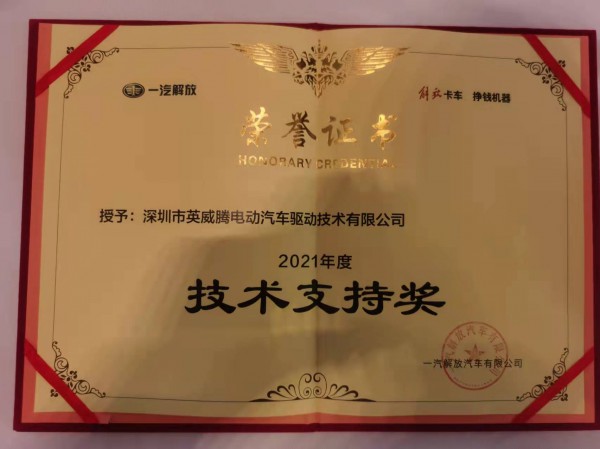 一汽解放
解放卡车 挣钱机器
荣誉证书
HONORARY CREDENTIAL
授予：深圳市英威腾电动汽车驱动技术有限公司
2021年度
技术支持奖
一汽解放汽车有限公司